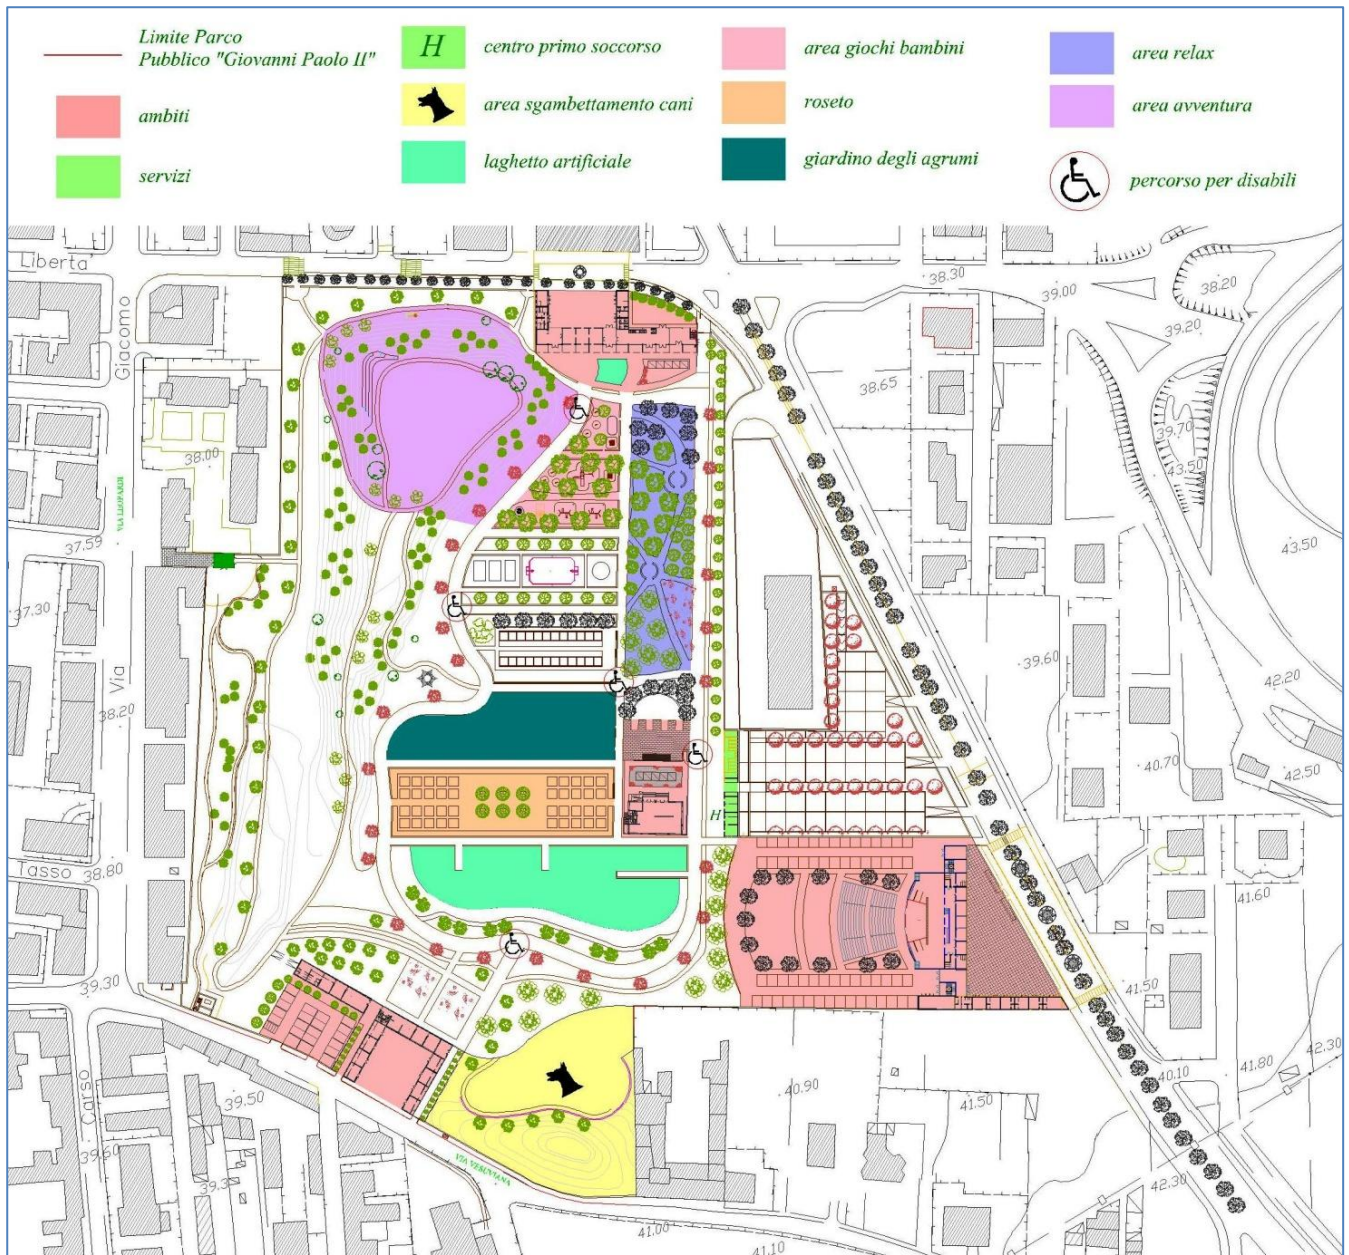 Limite Parco
Pubblico "Giovanni Paolo II"
ambiti
servizi
H
centro primo soccorso
area sgambettamento cani
laghetto artificiale
area giochi bambini
roseto
giardino degli agrumi
area relax
area avventura
percorso per disabili
Liberta'
Giacomo
38.30
39.00
38.20
39.20
38.65
39.70
43.50
38.00
VIA LEOPARDI
37.59
43.50
37.30
39.60
42.20
Via
38.20
40.70
42.50
H
Tasso
38.80
41.60
39.30
41.50
42.30
41.80
40.10
40.90
41.50
39.50
Corso
39.60
39.3
VIA VESUVIANA
42.30
41.00
41.10